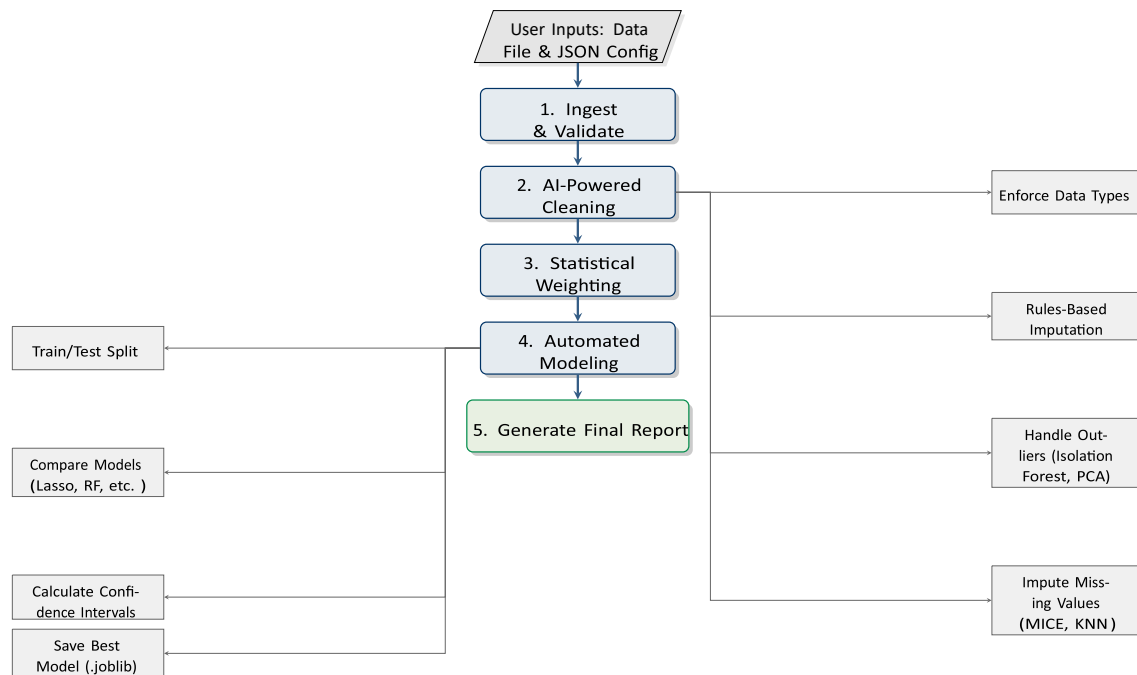 User Inputs: Data
File & JSON Config
1. Ingest
& Validate
2. AI-Powered
Cleaning
3. Statistical
Weighting
4. Automated
Modeling
5. Generate Final Report
Enforce Data Types
Rules-Based
Imputation
Handle Out-
liers (Isolation
Forest, PCA)
Impute Miss-
ing Values
(MICE, KNN)
Train/Test Split
Compare Models
(Lasso, RF, etc. )
Calculate Confi-
dence Intervals
Save Best
Model (.joblib)